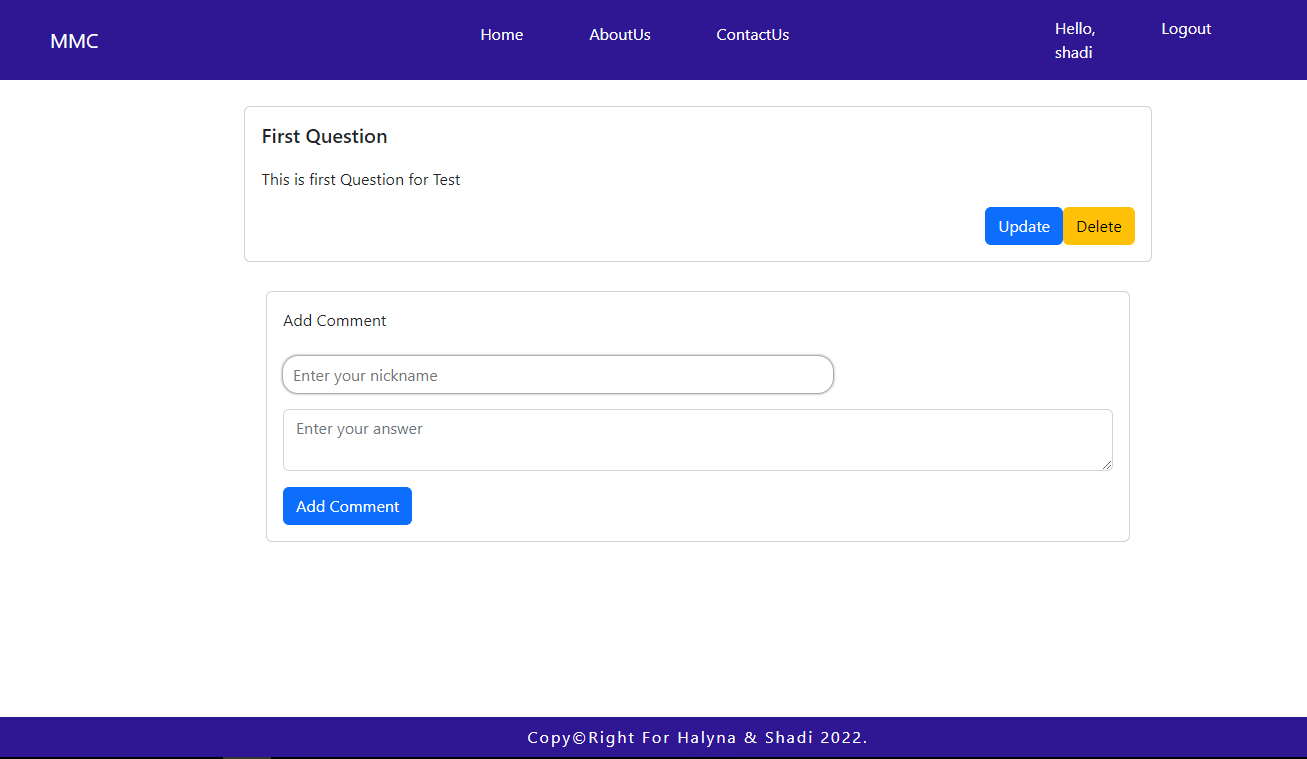 MMC
Home
AboutUs
ContactUs
Hello,
shadi
Logout
First Question
This is first Question for Test
Update
Delete
Add Comment
Enter your nickname
Enter your answer
Add Comment
Copy©Right For Halyna & Shadi 2022.